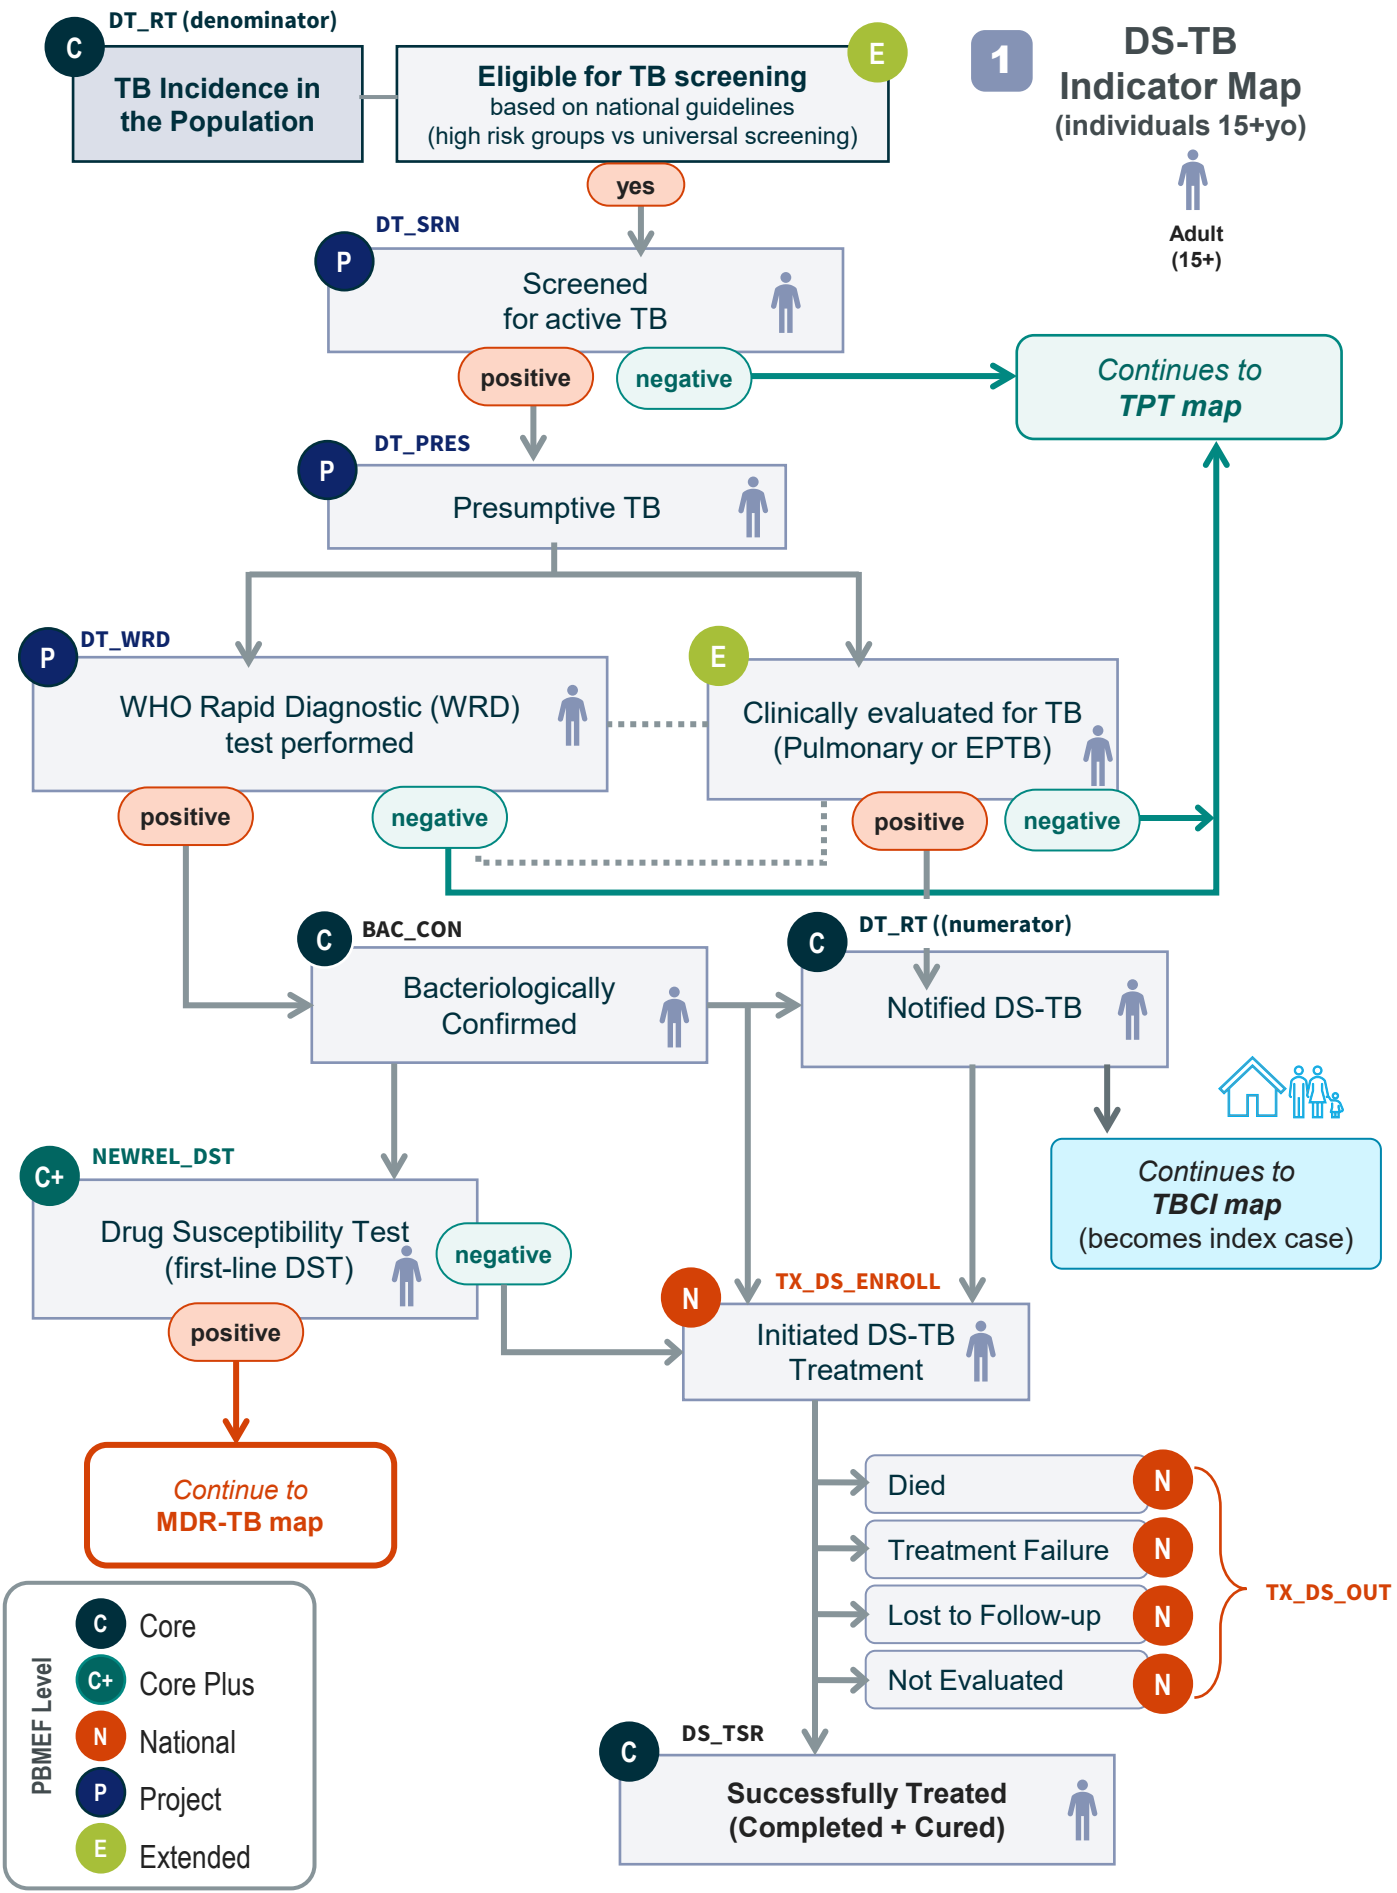 DT_RT (denominator)
C
TB Incidence in
the Population
E
Eligible for TB screening
based on national guidelines
(high risk groups vs universal screening)
yes
1
DS-TB
Indicator Map
(individuals 15+yo)
Adult
(15+)
DT_SRN
P
Screened
for active TB
positive
negative
Continues to
TPT map
DT_PRES
P
Presumptive TB
DT_WRD
P
WHO Rapid Diagnostic (WRD)
test performed
positive
negative
E
Clinically evaluated for TB
(Pulmonary or EPTB)
positive
negative
BAC_CON
C
Bacteriologically
Confirmed
DT_RT ((numerator)
C
Notified DS-TB
Continues to
TBCI map
(becomes index case)
NEWREL_DST
C+
Drug Susceptibility Test
(first-line DST)
negative
positive
TX_DS_ENROLL
N
Initiated DS-TB
Treatment
Continue to
MDR-TB map
Died
N
Treatment Failure
N
Lost to Follow-up
N
Not Evaluated
N
TX_DS_OUT
DS_TSR
C
Successfully Treated
(Completed + Cured)
PBMEF Level
C Core
C+ Core Plus
N National
P Project
E Extended